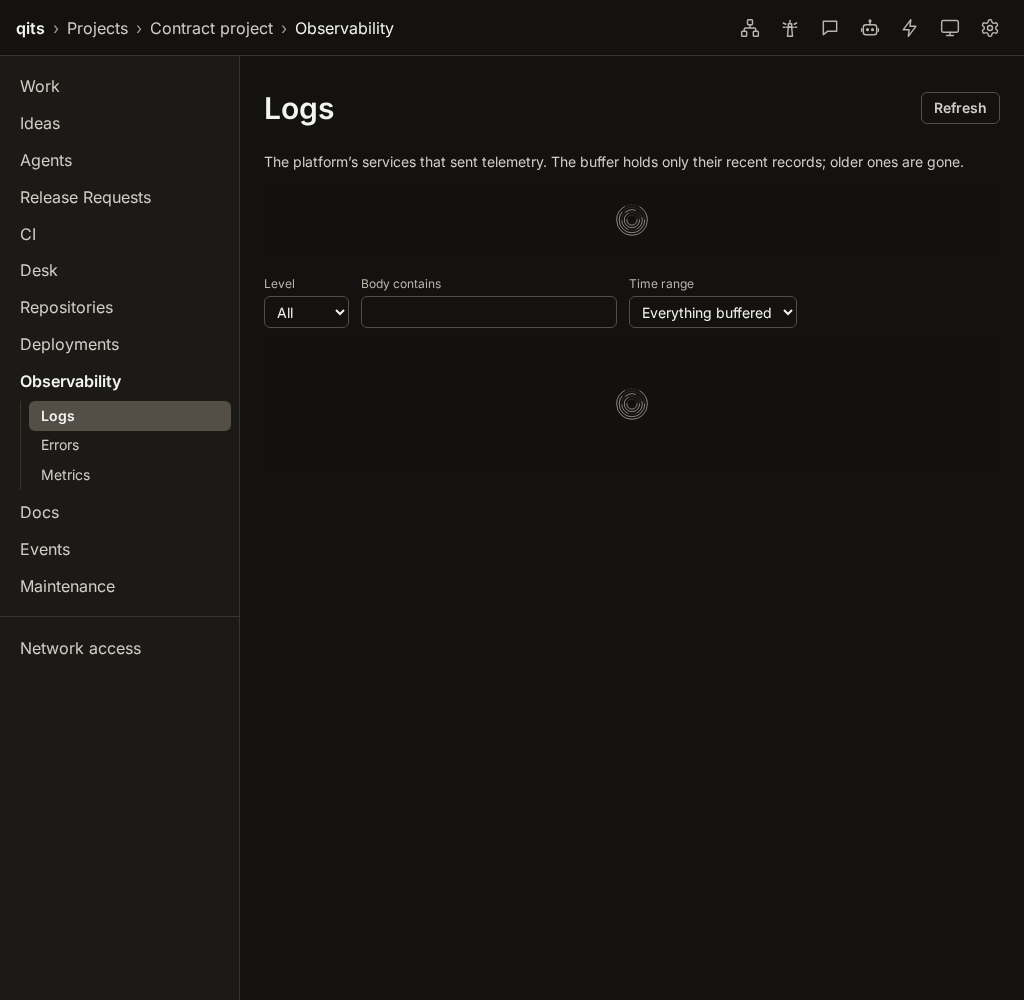 qits › Projects › Contract project › Observability
Work
Ideas
Agents
Release Requests
CI
Desk
Repositories
Deployments
Observability
Logs
Errors
Metrics
Docs
Events
Maintenance
Network access
Logs
Refresh
The platform’s services that sent telemetry. The buffer holds only their recent records; older ones are gone.
Level
Body contains
Time range
All
Everything buffered